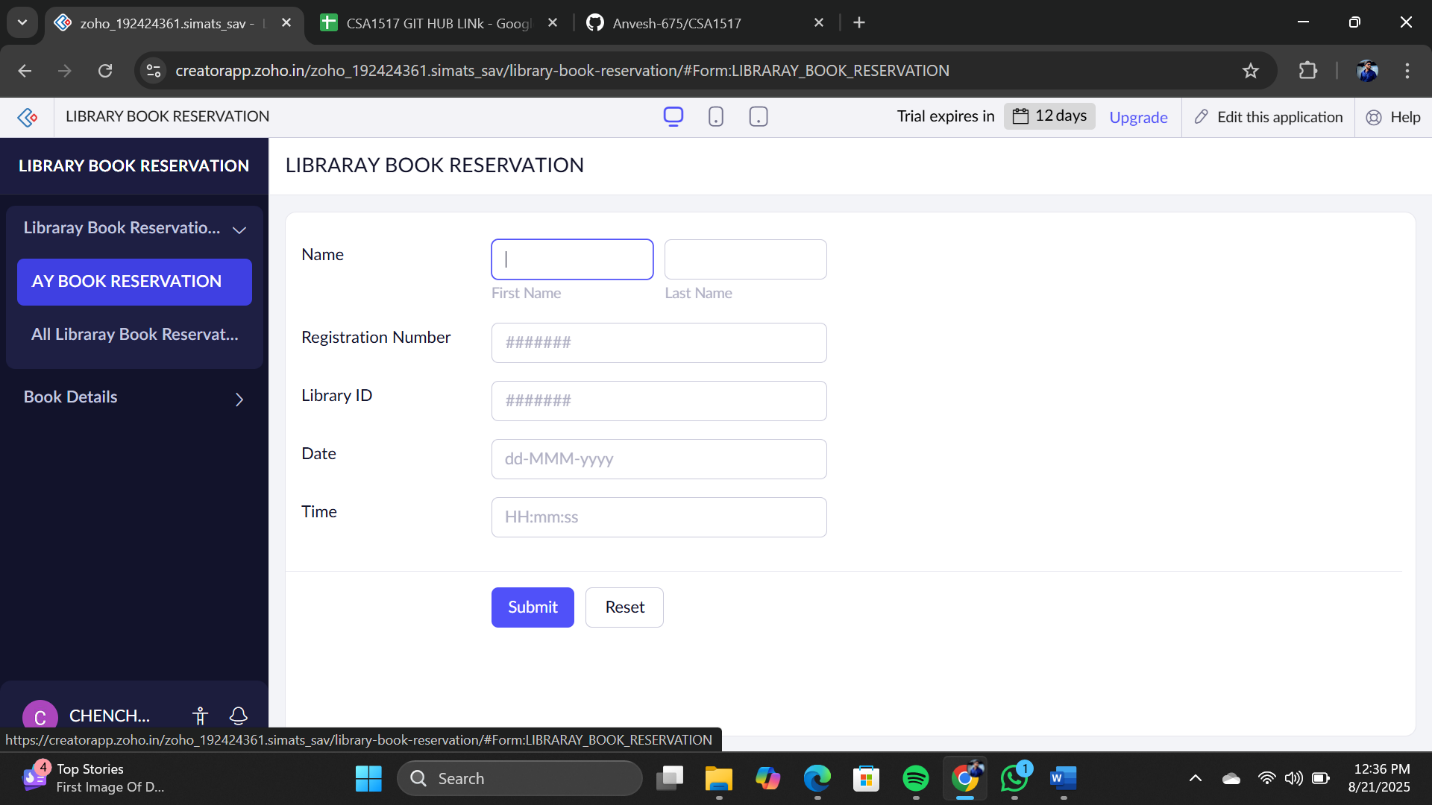 zoho_192424361.simats_sav - L
CSA1517 GIT HUB LINk - Goog
Anvesh-675/CSA1517
creatorapp.zoho.in/zoho_192424361.simats_sav/library-book-reservation/#Form:LIBRARAY_BOOK_RESERVATION
LIBRARY BOOK RESERVATION
Trial expires in
12 days
Upgrade
Edit this application
Help
LIBRARY BOOK RESERVATION
LIBRARAY BOOK RESERVATION
Libraray Book Reservatio...
AY BOOK RESERVATION
All Libraray Book Reservat...
Book Details
Name
First Name
Last Name
Registration Number
#######
Library ID
#######
Date
dd-MMM-yyyy
Time
HH:mm:ss
Submit
Reset
C
CHENCH...
https://creatorapp.zoho.in/zoho_192424361.simats_sav/library-book-reservation/#Form:LIBRARAY_BOOK_RESERVATION
4
Top Stories
First Image Of D...
Search
1
W
12:36 PM
8/21/2025